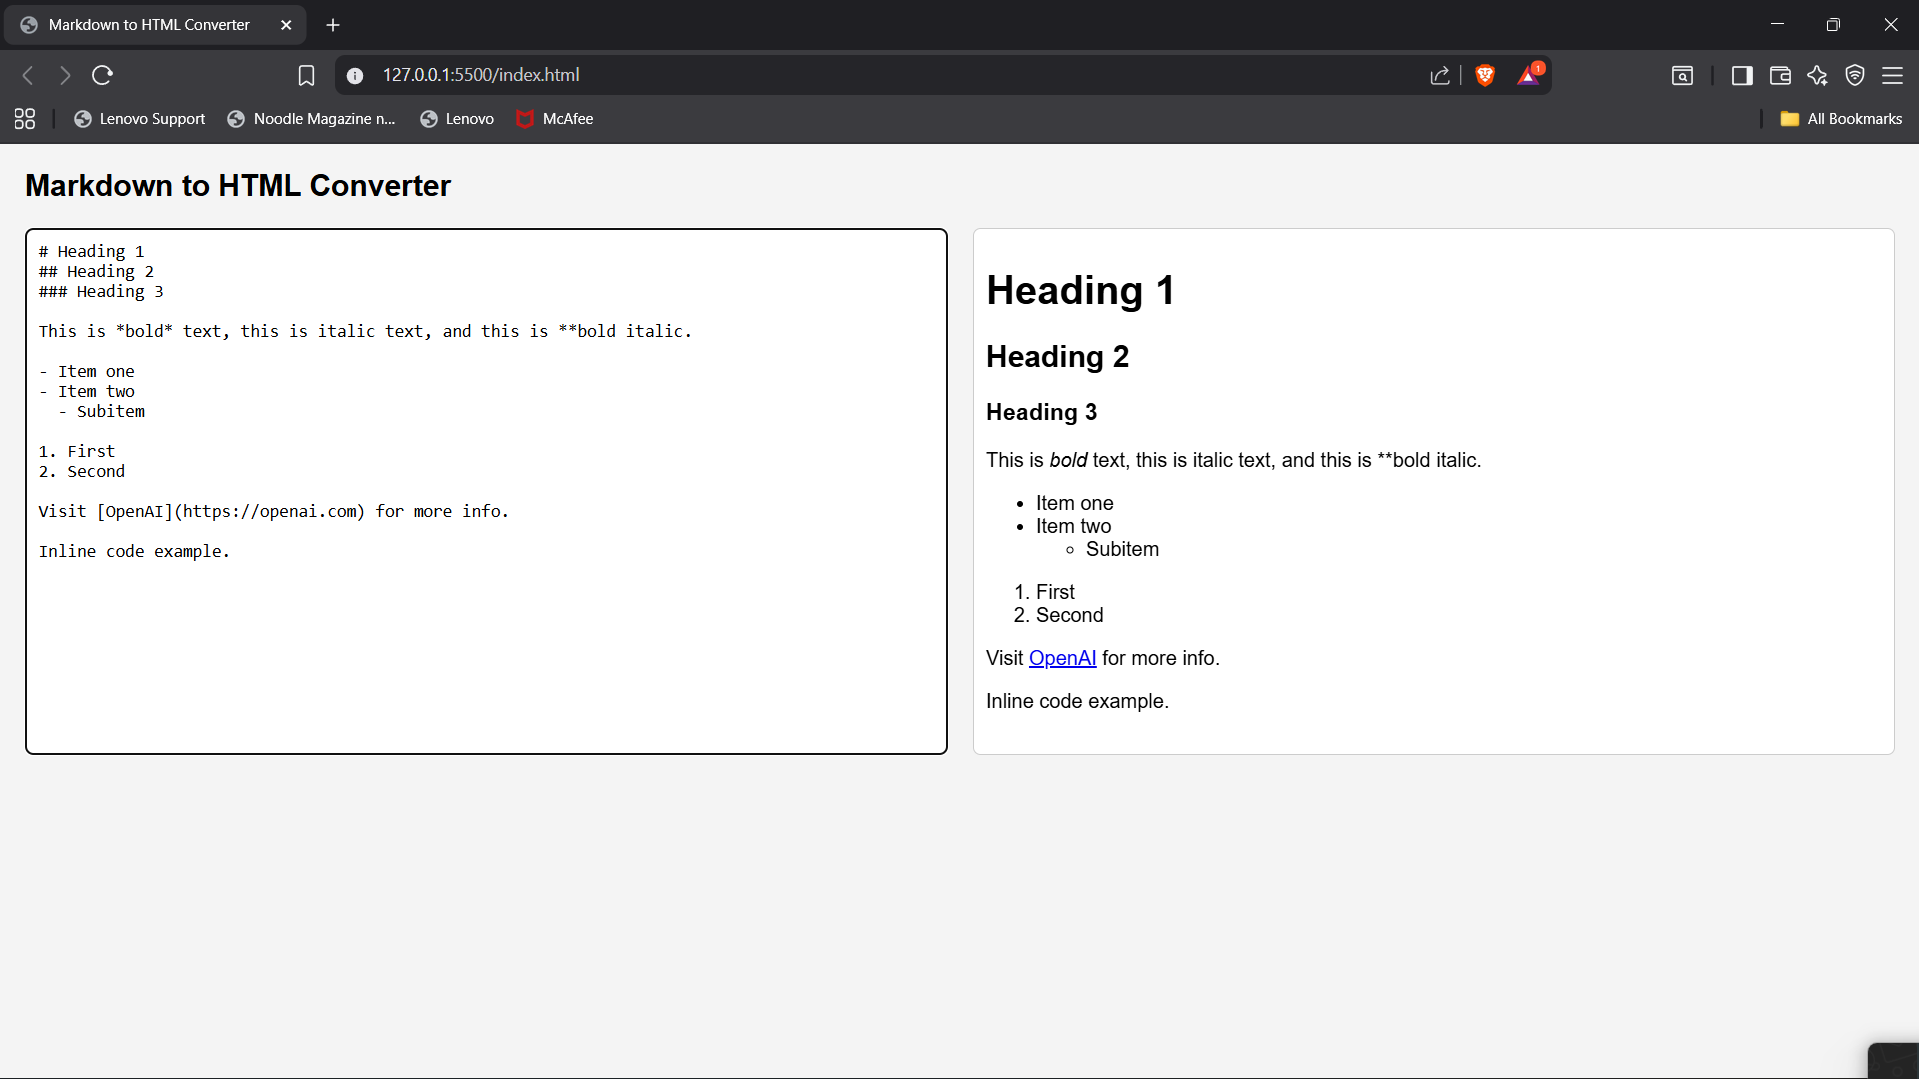 Markdown to HTML Converter
127.0.0.1:5500/index.html
1
Lenovo Support
Noodle Magazine n...
Lenovo
McAfee
All Bookmarks
Markdown to HTML Converter
# Heading 1
## Heading 2
### Heading 3
This is *bold* text, this is italic text, and this is **bold italic.
- Item one
- Item two
  - Subitem
1. First
2. Second
Visit [OpenAI](https://openai.com) for more info.
Inline code example.
Heading 1
Heading 2
Heading 3
This is bold text, this is italic text, and this is **bold italic.
• Item one
• Item two
◦ Subitem
1. First
2. Second
Visit OpenAI for more info.
Inline code example.